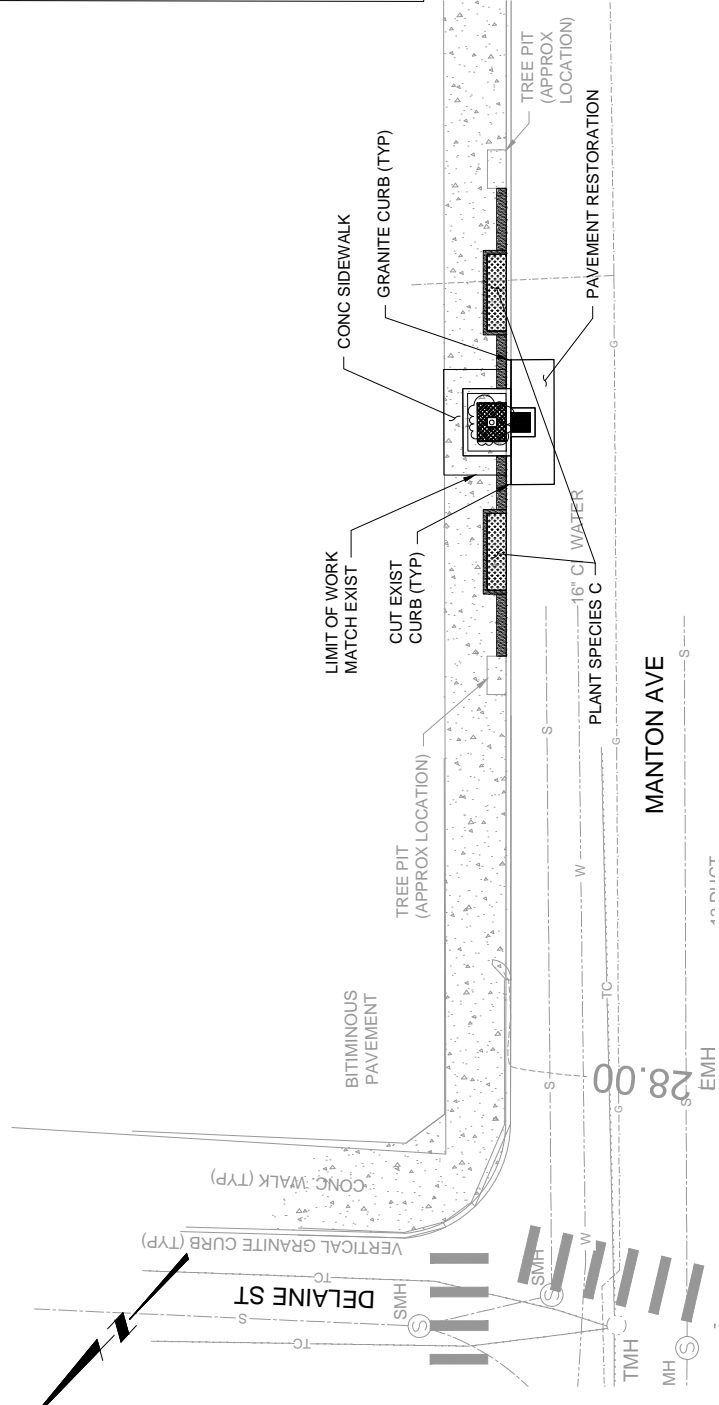 TREE PIT
(APPROX
LOCATION)
CONC SIDEWALK
GRANITE CURB (TYP)
PAVEMENT RESTORATION
LIMIT OF WORK
MATCH EXIST
CUT EXIST
CURB (TYP)
16" CI WATER
PLANT SPECIES C
MANTON AVE
TREE PIT
(APPROX LOCATION)
BITIMINOUS
PAVEMENT
28.00
EMH
CONC WALK (TYP)
VERTICAL GRANITE CURB (TYP)
DELAINE ST
SMH
SMH
TMH
MH
G
G
G
G
S
S
S
S
S
W
W
TC
TC
TC
S
S